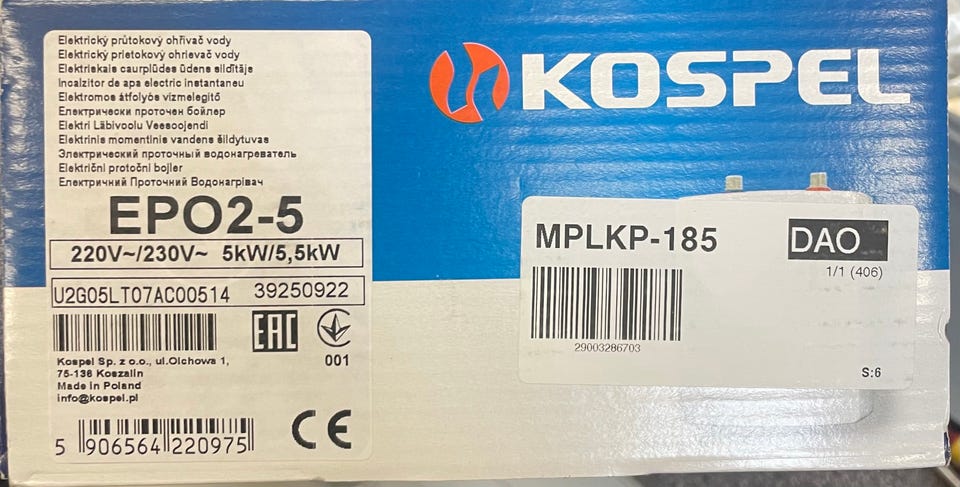 Elektrický průtokový ohřívač vody
Elektrický prietokový ohrievač vody
Elektriskais caurplūdes ūdens sildītājs
Incalzitor de apa electric instantaneu
Elektromos átfolyós vízmelegítő
Електрически проточен бойлер
Elektri Läbivoolu Veesoojendi
Elektrinis momentinis vandens šildytuvas
Электрический проточный водонагреватель
Električni protočni bojler
Електричний Проточний Водонагрівач
EPO2-5
220V~/230V~ 5kW/5,5kW
U2G05LT07AC00514 39250922
EAC
001
Kospel Sp. z o.o., ul.Olchowa 1,
75-136 Koszalin
Made in Poland
info@kospel.pl
5 906564 220975
CE
KOSPEL
MPLKP-185
DAO
1/1 (406)
29003286703
S:6